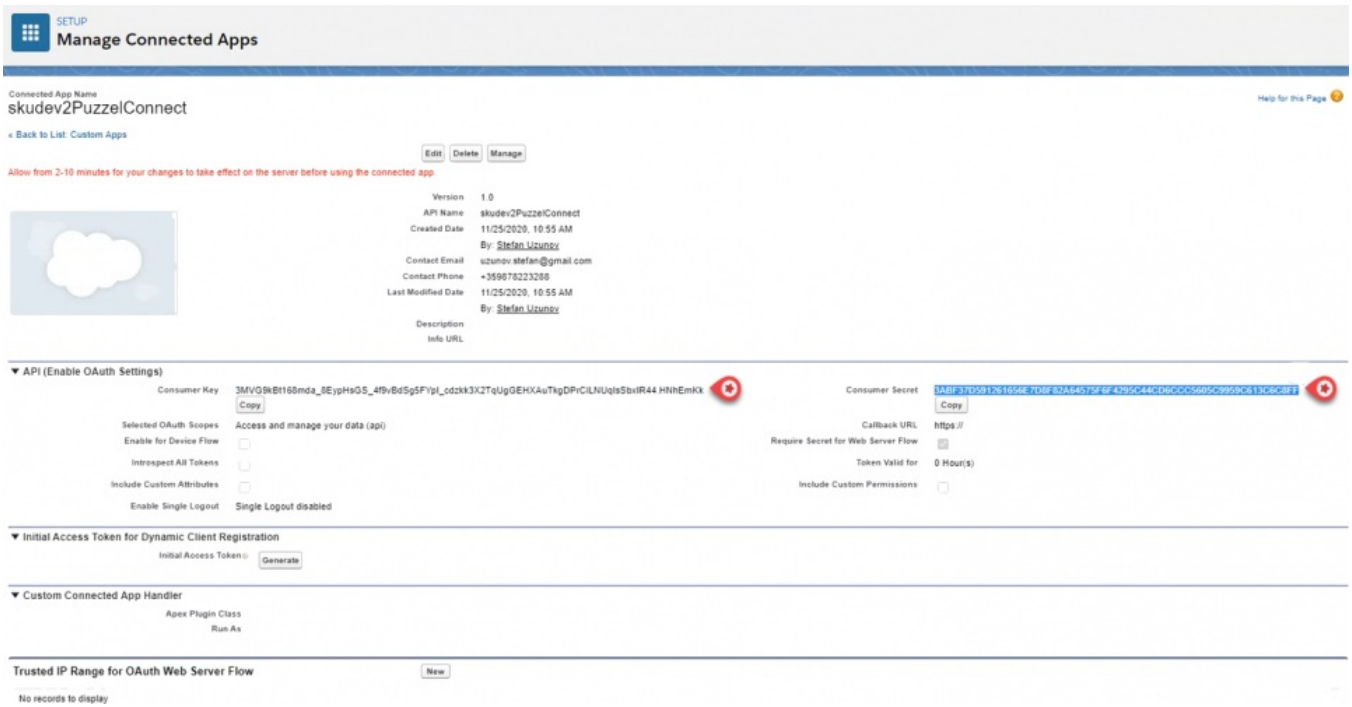 SETUP
Manage Connected Apps
Connected App Name
skudev2PuzzelConnect
Help for this Page
« Back to List: Custom Apps
Edit Delete Manage
Allow from 2-10 minutes for your changes to take effect on the server before using the connected app.
Version 1.0
API Name skudev2PuzzelConnect
Created Date 11/25/2020, 10:55 AM
By: Stefan Uzunov
Contact Email uzunov.stefan@gmail.com
Contact Phone +359878223288
Last Modified Date 11/25/2020, 10:55 AM
By: Stefan Uzunov
Description
Info URL
▼ API (Enable OAuth Settings)
Consumer Key
Copy
Consumer Secret
Copy
Selected OAuth Scopes Access and manage your data (api)
Callback URL https://
Enable for Device Flow
Require Secret for Web Server Flow
Introspect All Tokens
Token Valid for 0 Hour(s)
Include Custom Attributes
Include Custom Permissions
Enable Single Logout Single Logout disabled
▼ Initial Access Token for Dynamic Client Registration
Initial Access Token Generate
▼ Custom Connected App Handler
Apex Plugin Class
Run As
Trusted IP Range for OAuth Web Server Flow New
No records to display